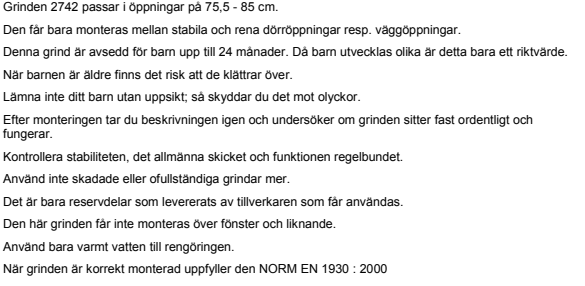 Grinden 2742 passar i öppningar på 75,5 - 85 cm.
Den får bara monteras mellan stabila och rena dörröppningar resp. väggöppningar.
Denna grind är avsedd för barn upp till 24 månader. Då barn utvecklas olika är detta bara ett riktvärde.
När barnen är äldre finns det risk att de klättrar över.
Lämna inte ditt barn utan uppsikt; så skyddar du det mot olyckor.
Efter monteringen tar du beskrivningen igen och undersöker om grinden sitter fast ordentligt och
fungerar.
Kontrollera stabiliteten, det allmänna skicket och funktionen regelbundet.
Använd inte skadade eller ofullständiga grindar mer.
Det är bara reservdelar som levererats av tillverkaren som får användas.
Den här grinden får inte monteras över fönster och liknande.
Använd bara varmt vatten till rengöringen.
När grinden är korrekt monterad uppfyller den NORM EN 1930 : 2000